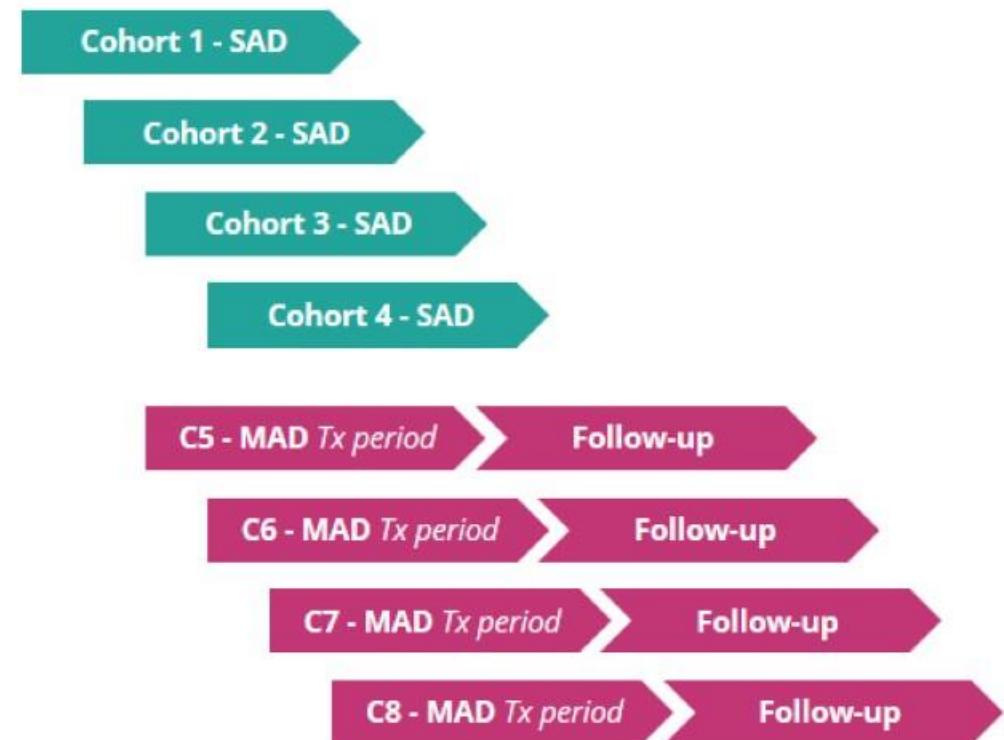 Cohort 1 - SAD
Cohort 2 - SAD
Cohort 3 - SAD
Cohort 4 - SAD
C5 - MAD Tx period Follow-up
C6 - MAD Tx period Follow-up
C7 - MAD Tx period Follow-up
C8 - MAD Tx period Follow-up